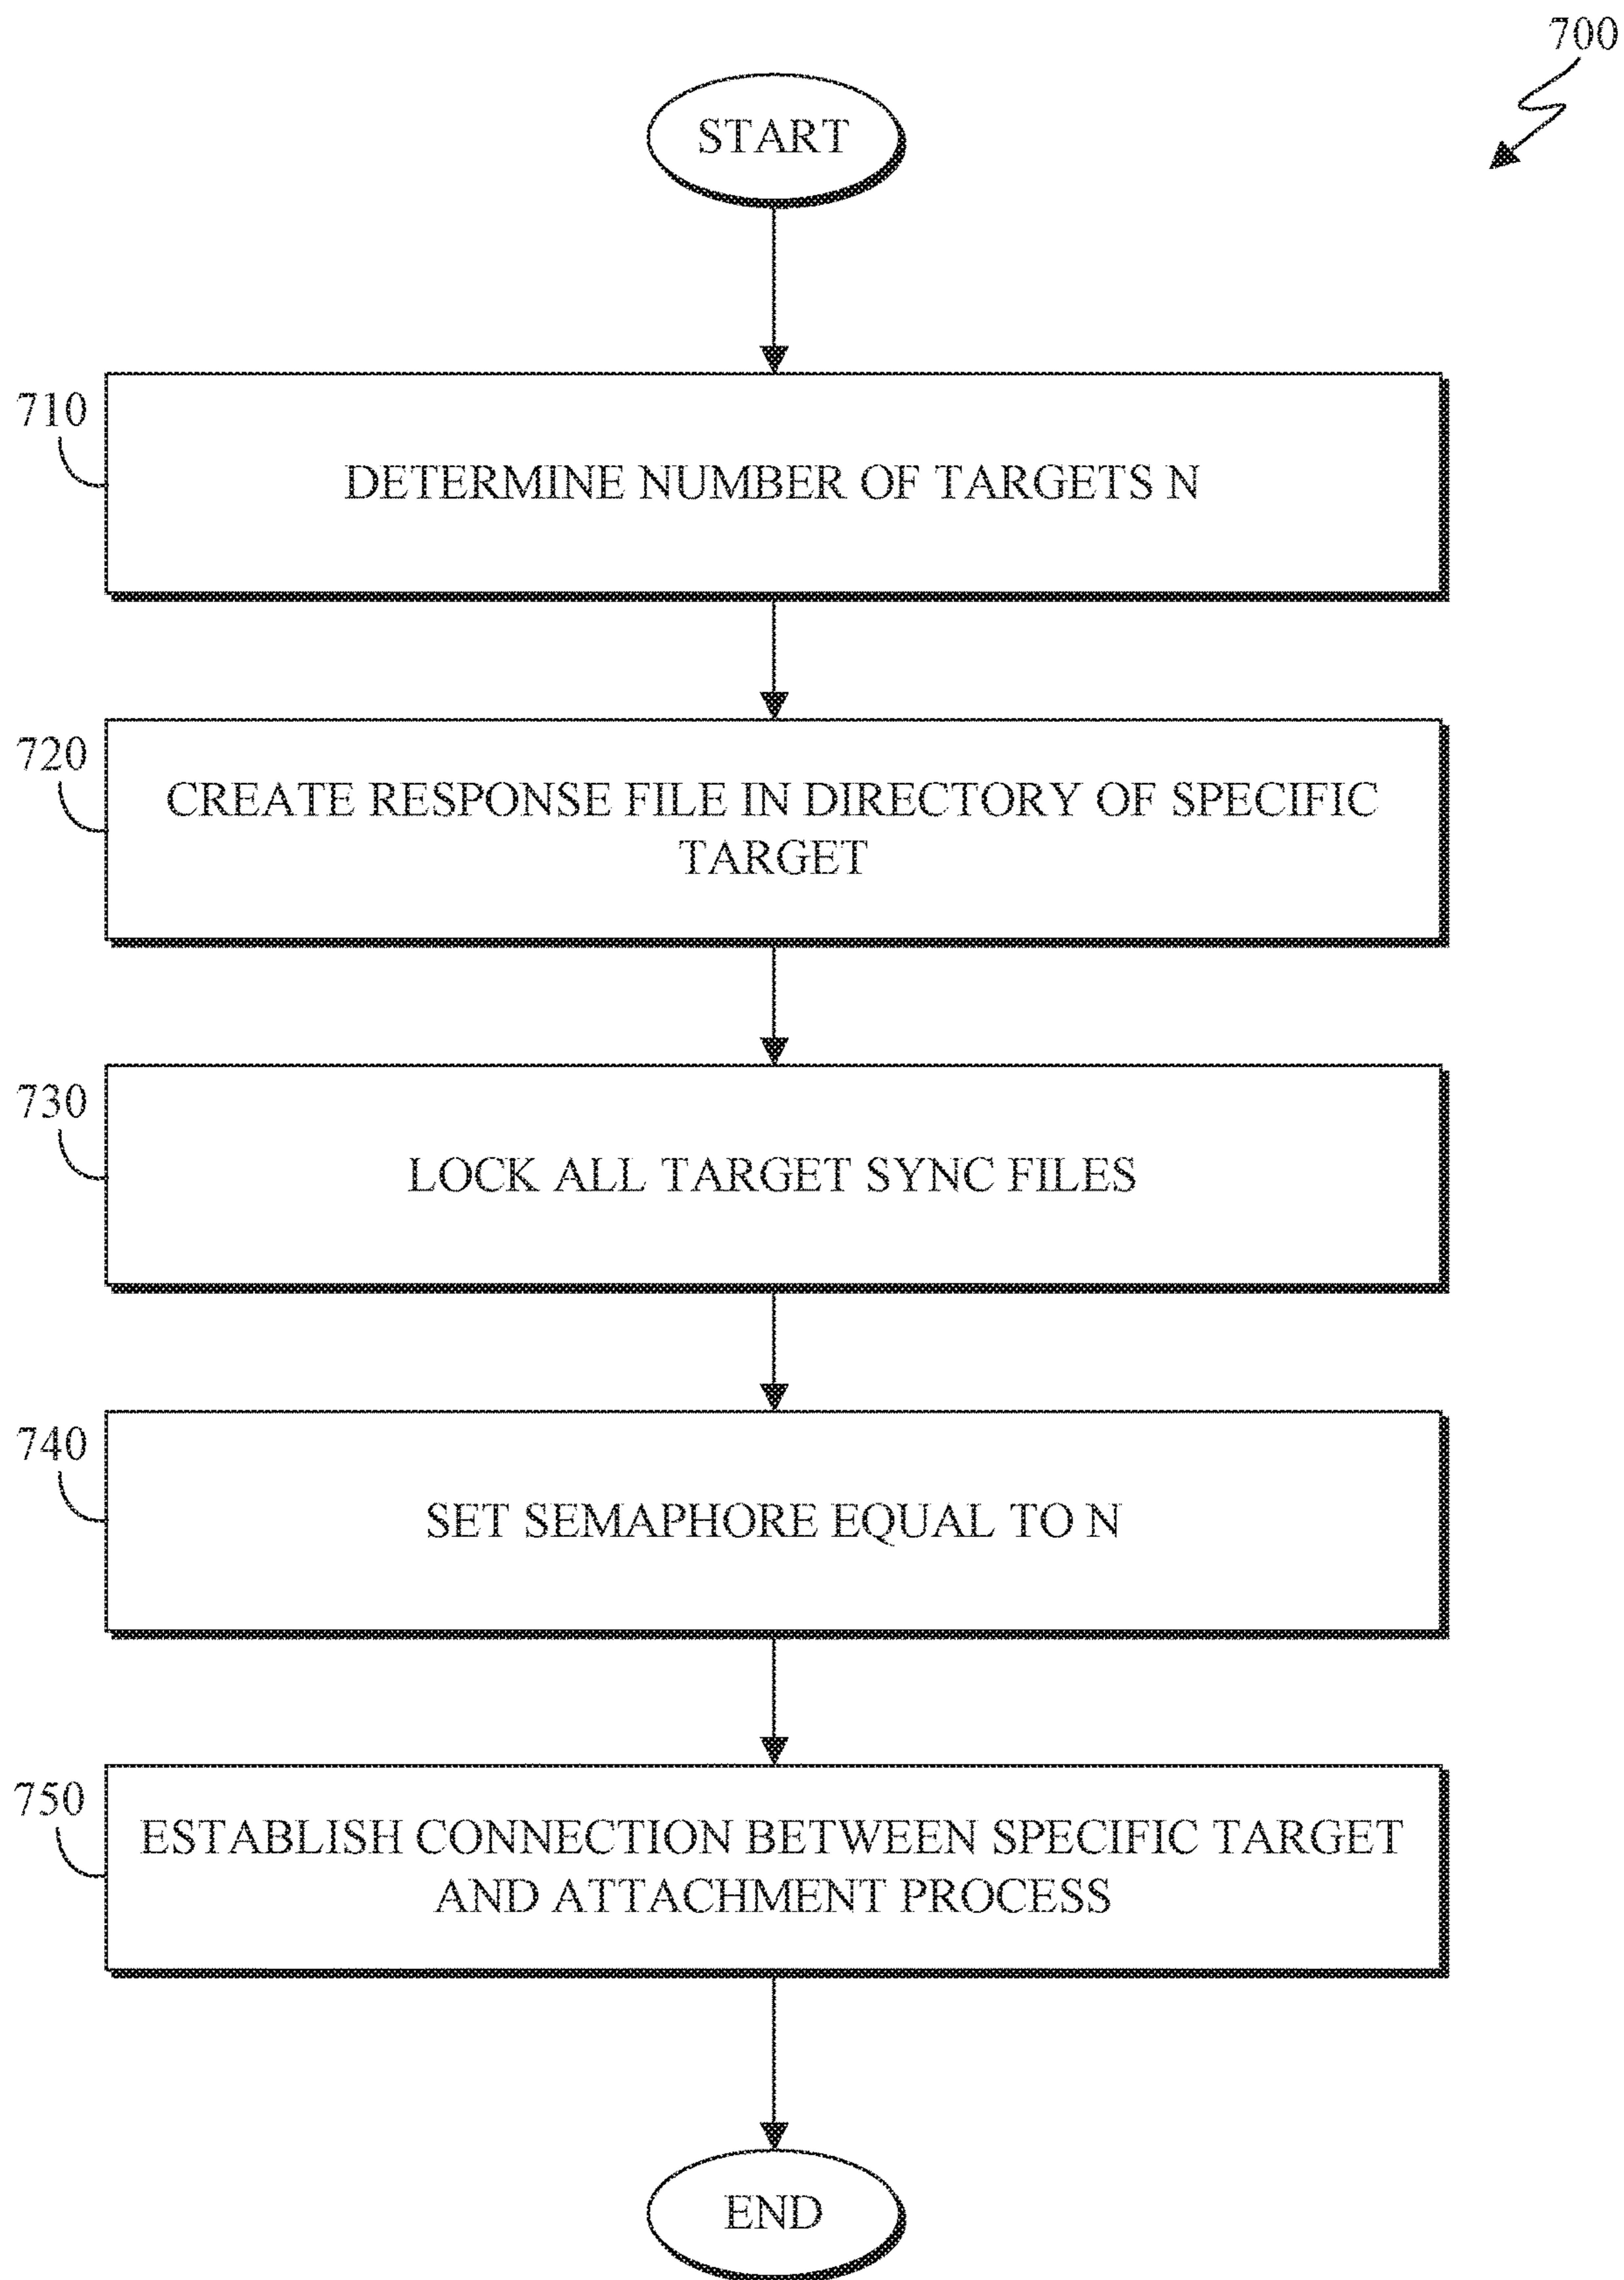 700
START
710
DETERMINE NUMBER OF TARGETS N
720
CREATE RESPONSE FILE IN DIRECTORY OF SPECIFIC
TARGET
730
LOCK ALL TARGET SYNC FILES
740
SET SEMAPHORE EQUAL TO N
750
ESTABLISH CONNECTION BETWEEN SPECIFIC TARGET
AND ATTACHMENT PROCESS
END